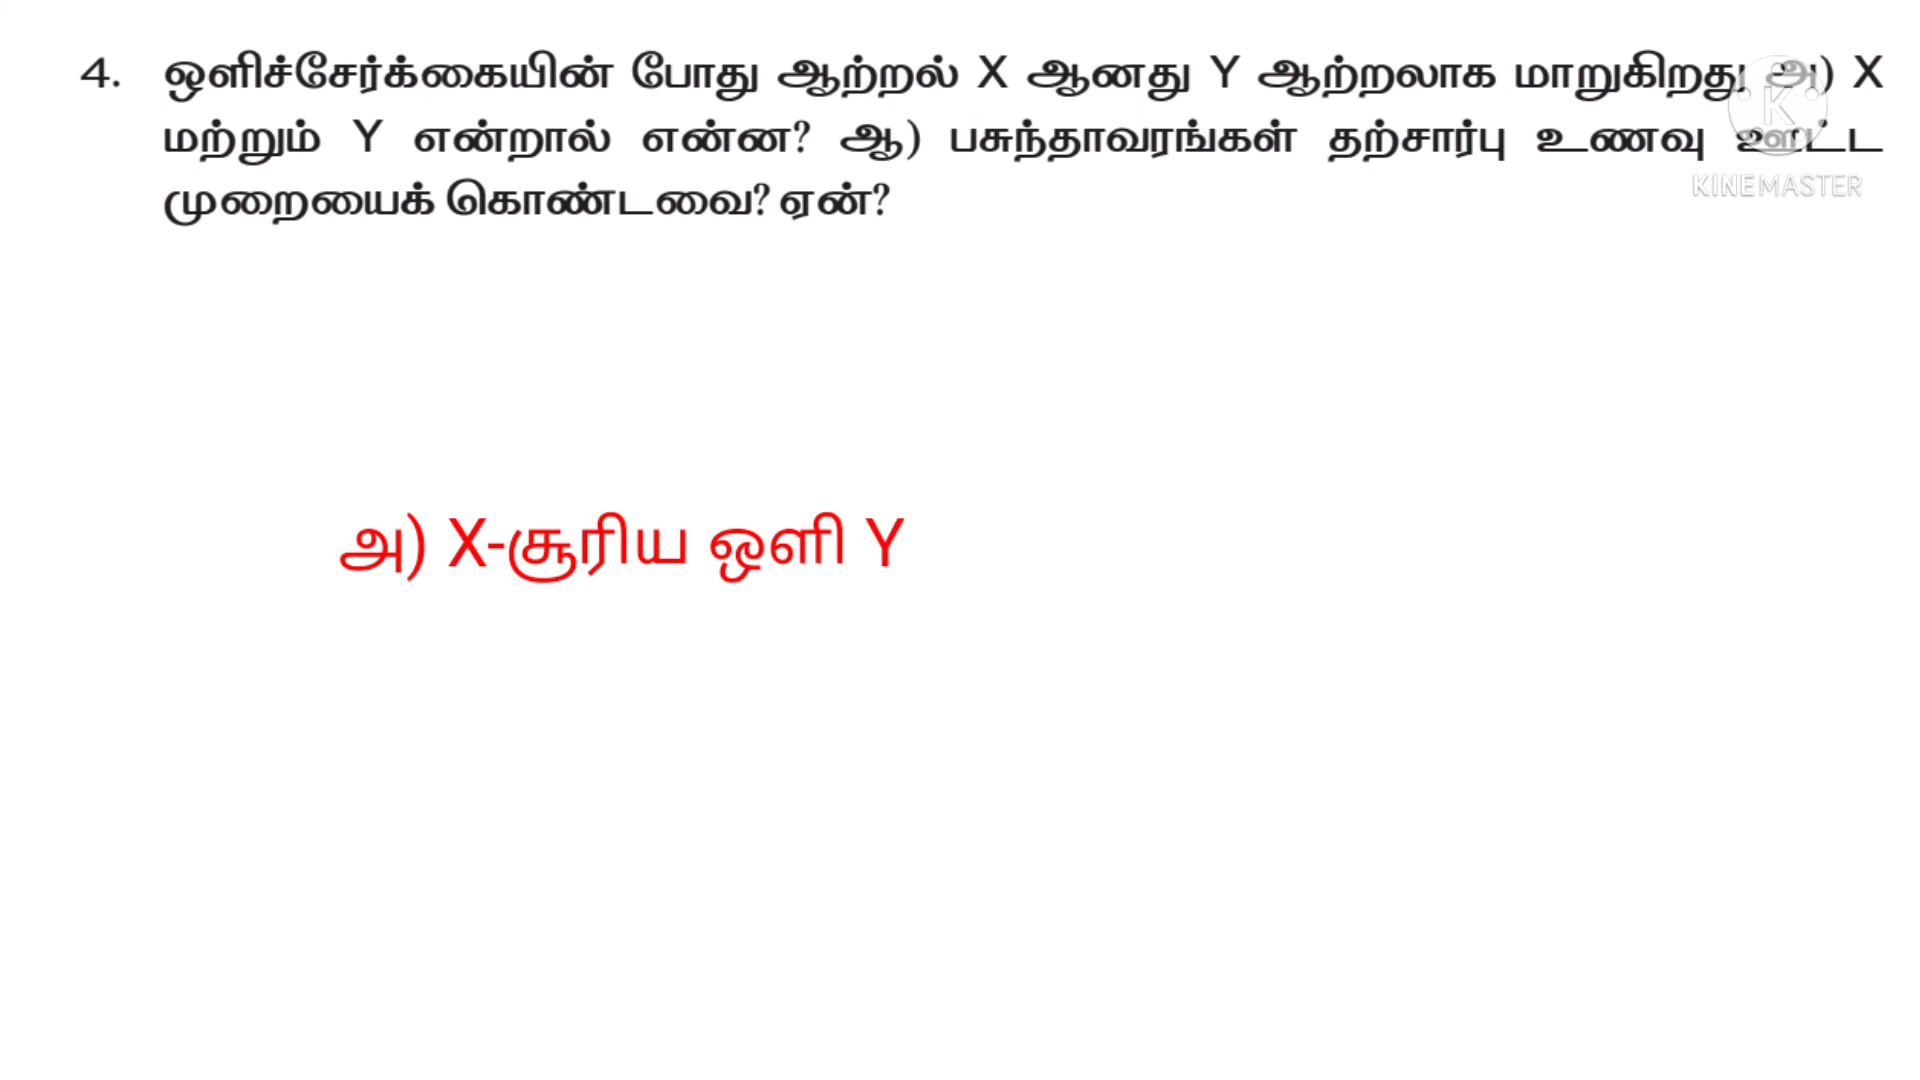 4. ஒளிச்சேர்க்கையின் போது ஆற்றல் X ஆனது Y ஆற்றலாக மாறுகிறது அ) X
மற்றும் Y என்றால் என்ன? ஆ) பசுந்தாவரங்கள் தற்சார்பு உணவு ஊட்ட
முறையைக் கொண்டவை? ஏன்?
K
KINEMASTER
அ) X-சூரிய ஒளி Y